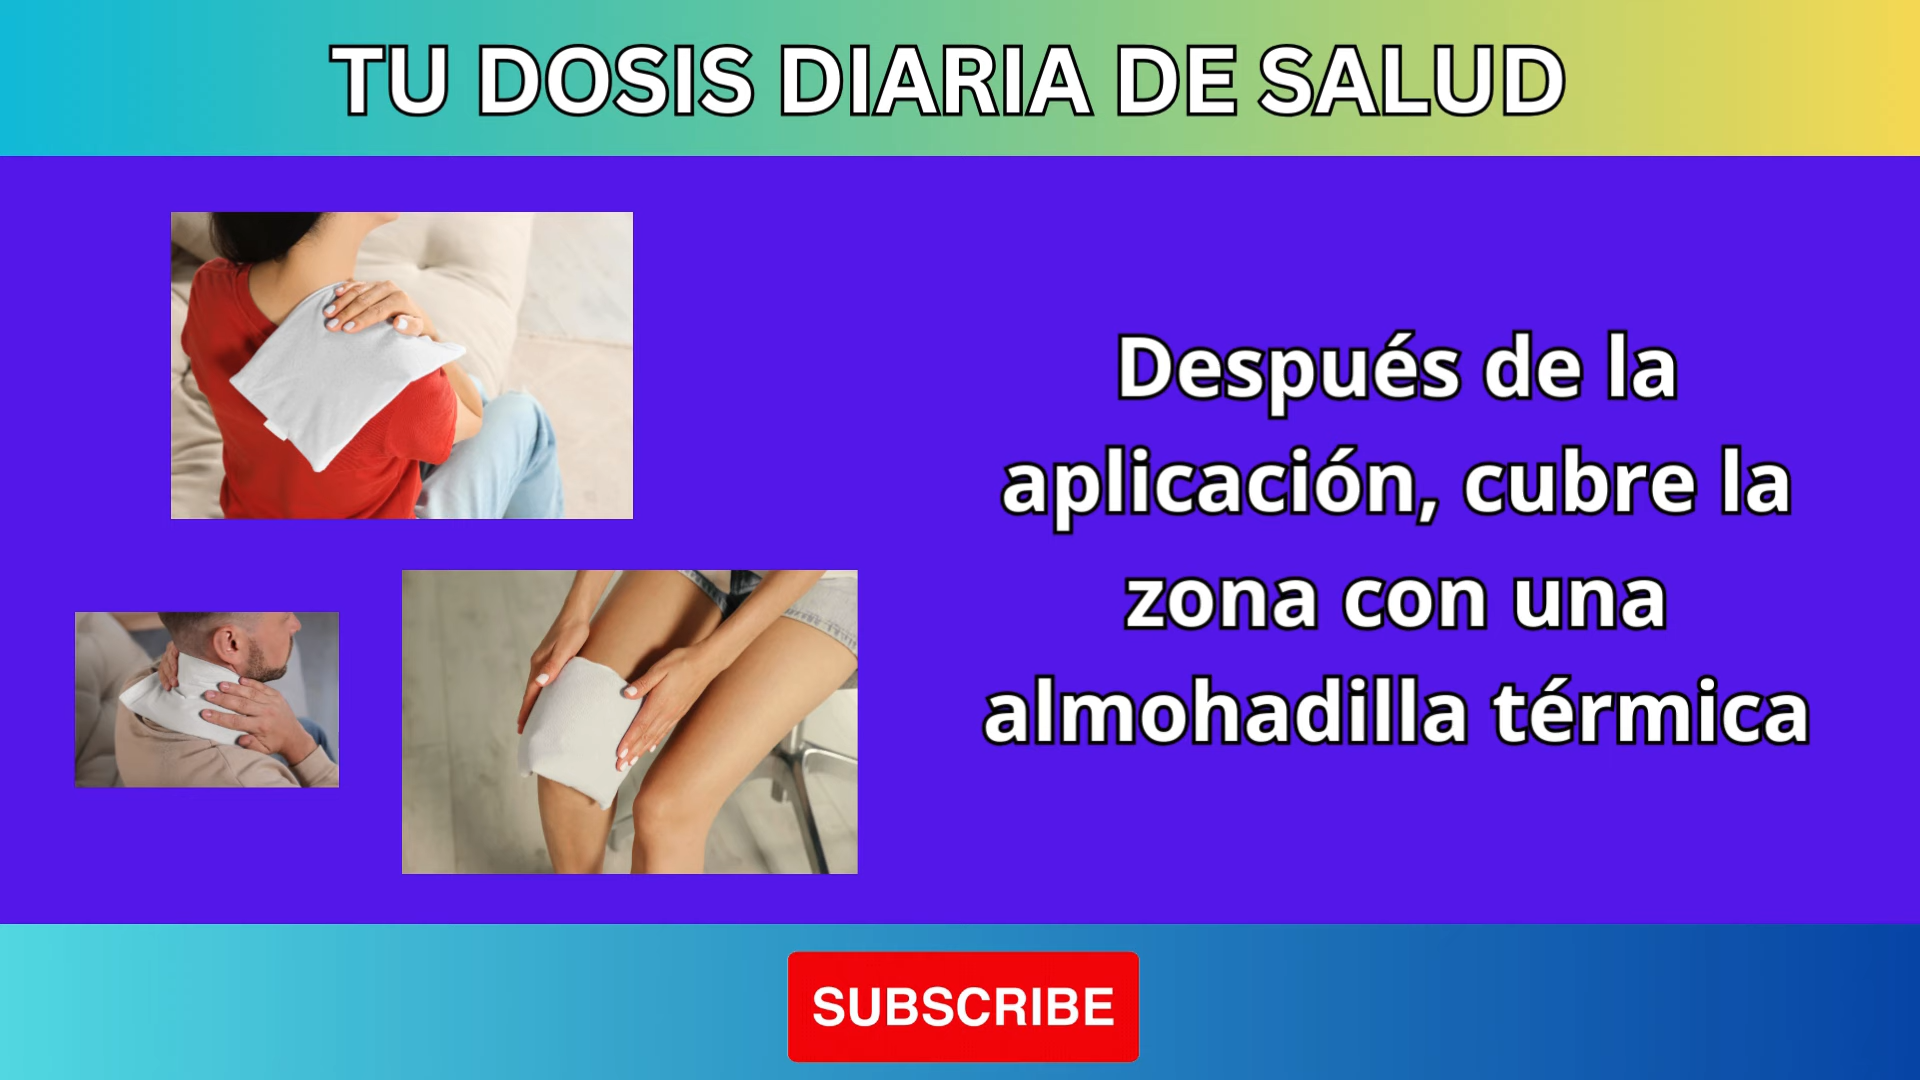 TU DOSIS DIARIA DE SALUD
Después de la
aplicación, cubre la
zona con una
almohadilla térmica
SUBSCRIBE